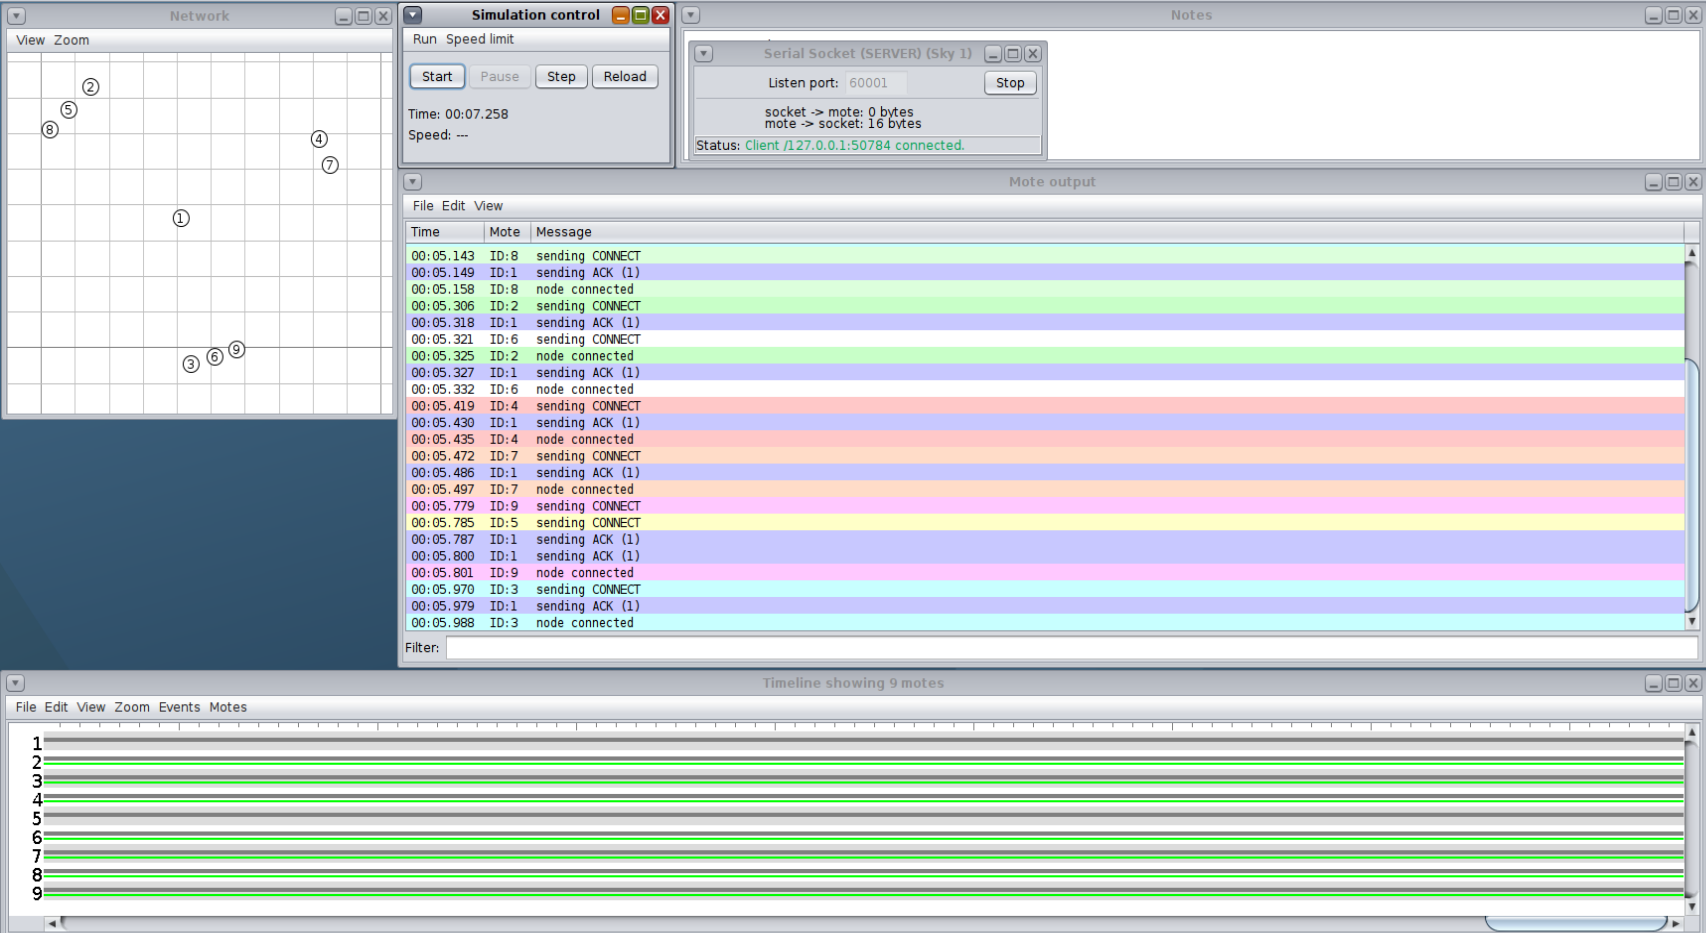 Network
View Zoom
2
5
8
4
7
1
9
6
3
Simulation control
Run Speed limit
Start Pause Step Reload
Time: 00:07.258
Speed: ---
Notes
Serial Socket (SERVER) (Sky 1)
Listen port: 60001 Stop
socket -> mote: 0 bytes
mote -> socket: 16 bytes
Status: Client /127.0.0.1:50784 connected.
Mote output
File Edit View
Time Mote Message
00:05.143 ID:8 sending CONNECT
00:05.149 ID:1 sending ACK (1)
00:05.158 ID:8 node connected
00:05.306 ID:2 sending CONNECT
00:05.318 ID:1 sending ACK (1)
00:05.321 ID:6 sending CONNECT
00:05.325 ID:2 node connected
00:05.327 ID:1 sending ACK (1)
00:05.332 ID:6 node connected
00:05.419 ID:4 sending CONNECT
00:05.430 ID:1 sending ACK (1)
00:05.435 ID:4 node connected
00:05.472 ID:7 sending CONNECT
00:05.486 ID:1 sending ACK (1)
00:05.497 ID:7 node connected
00:05.779 ID:9 sending CONNECT
00:05.785 ID:5 sending CONNECT
00:05.787 ID:1 sending ACK (1)
00:05.800 ID:1 sending ACK (1)
00:05.801 ID:9 node connected
00:05.970 ID:3 sending CONNECT
00:05.979 ID:1 sending ACK (1)
00:05.988 ID:3 node connected
Filter:
Timeline showing 9 motes
File Edit View Zoom Events Motes
1
2
3
4
5
6
7
8
9